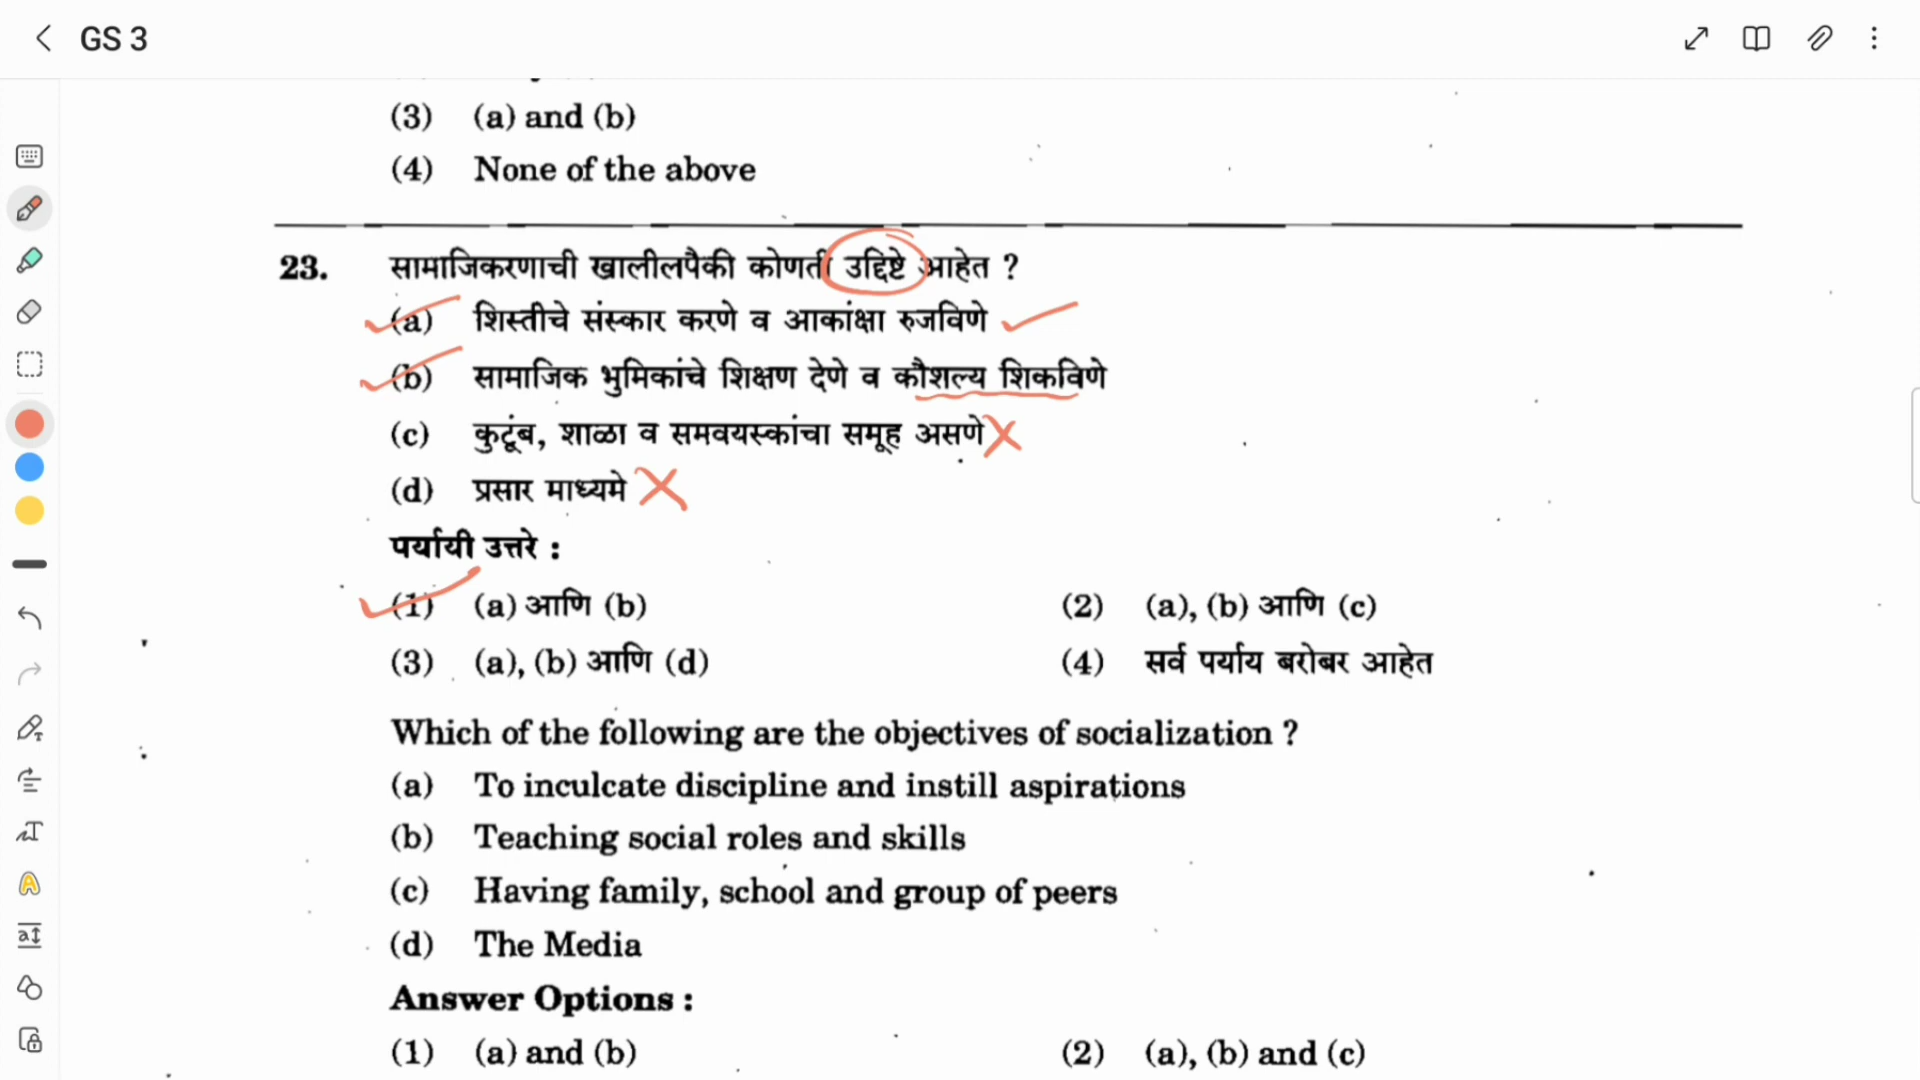 GS 3
(3) (a) and (b)
(4) None of the above
23. सामाजिकरणाची खालीलपैकी कोणती उद्दिष्टे आहेत ?
(a) शिस्तीचे संस्कार करणे व आकांक्षा रुजविणे
(b) सामाजिक भुमिकांचे शिक्षण देणे व कौशल्य शिकविणे
(c) कुटूंब, शाळा व समवयस्कांचा समूह असणे
(d) प्रसार माध्यमे
पर्यायी उत्तरे :
(1) (a) आणि (b) (2) (a), (b) आणि (c)
(3) (a), (b) आणि (d) (4) सर्व पर्याय बरोबर आहेत
Which of the following are the objectives of socialization ?
(a) To inculcate discipline and instill aspirations
(b) Teaching social roles and skills
(c) Having family, school and group of peers
(d) The Media
Answer Options :
(1) (a) and (b) (2) (a), (b) and (c)